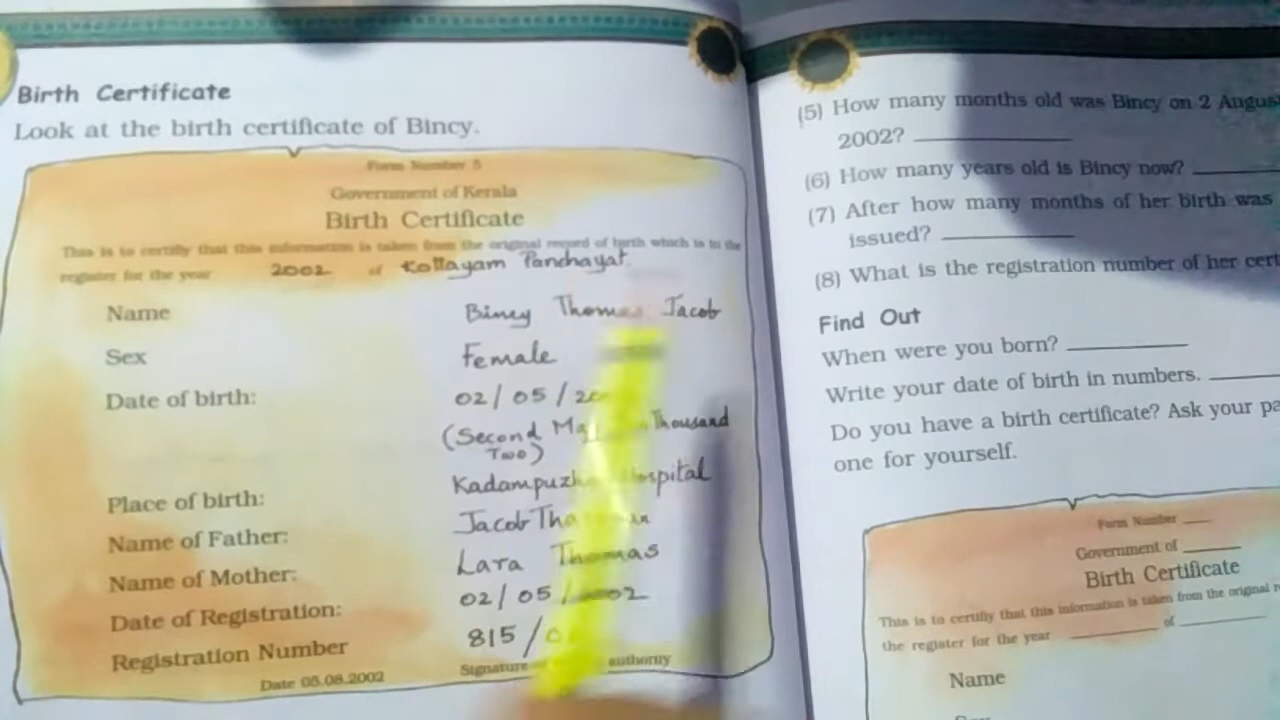 Birth Certificate
Look at the birth certificate of Bincy.
Form Number 5
Government of Kerala
Birth Certificate
This is to certify that this information is taken from the original record of birth which is in the
register for the year 2002 of Kottayam Panchayat.
Name Bincy Thomas Jacob
Sex Female
Date of birth: 02/05/20
(Second Thousand
Two)
Place of birth: Hospital
Name of Father: Jacob
Name of Mother: Lara Thomas
Date of Registration: 02/05/2002
Registration Number 815/0
Date 05.08.2002 Signature authority
(5) How many months old was Bincy on 2 Augus
2002?
(6) How many years old is Bincy now?
(7) After how many months of her birth was
issued?
(8) What is the registration number of her cert
Find Out
When were you born?
Write your date of birth in numbers.
Do you have a birth certificate? Ask your pa
one for yourself.
Form Number
Government of
Birth Certificate
This is to certify that this information is taken from the original r
the register for the year of
Name